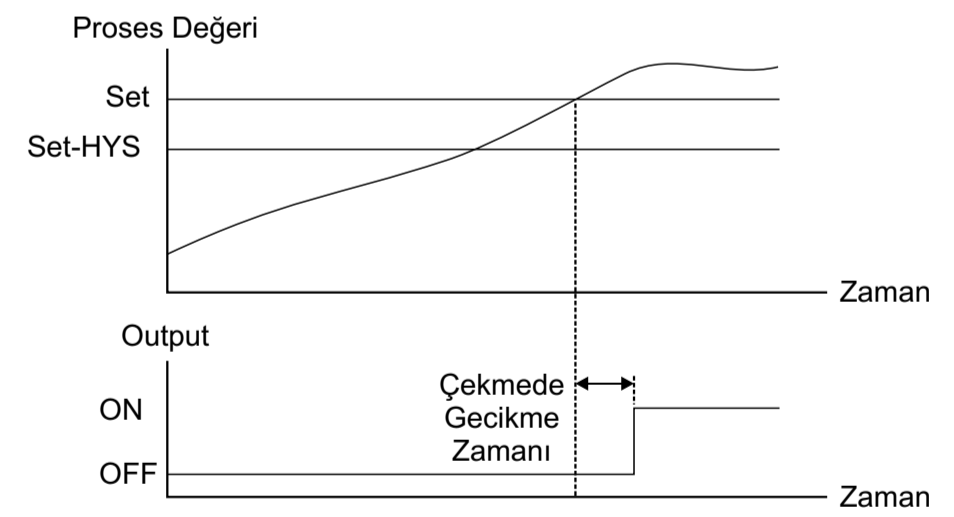 Proses Değeri
Set
Set-HYS
Zaman
Output
Çekmede
Gecikme
Zamanı
ON
OFF
Zaman